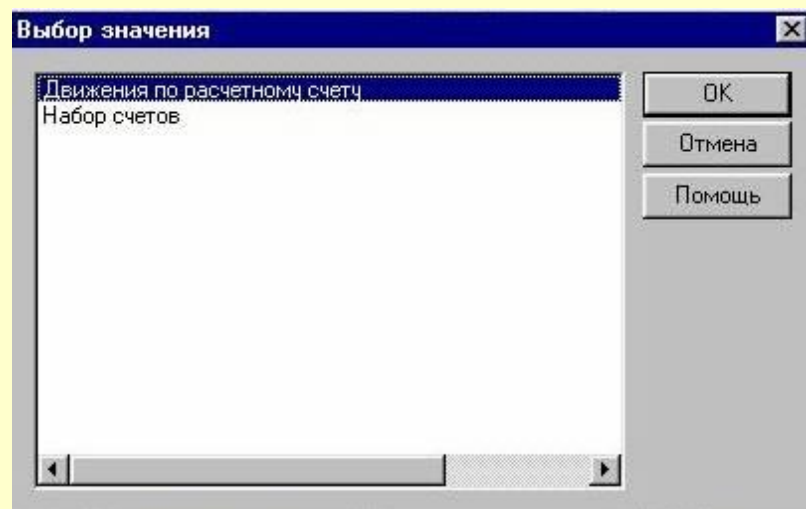 Выбор значения
Движения по расчетному счету
Набор счетов
OK
Отмена
Помощь